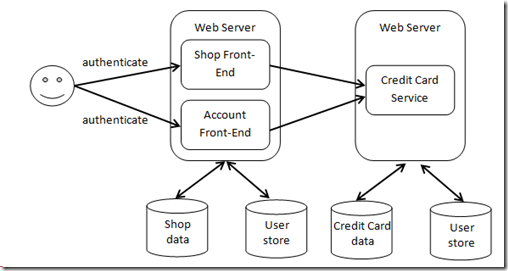 Web Server
Web Server
authenticate
Shop Front-
End
Credit Card
Service
authenticate
Account
Front-End
Shop
data
User
store
Credit Card
data
User
store